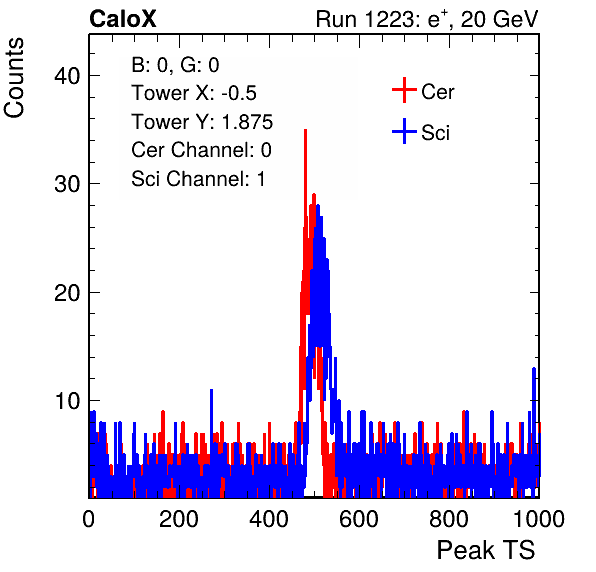 CaloX Run 1223: e+, 20 GeV
Counts
B: 0, G: 0
Tower X: -0.5
Tower Y: 1.875
Cer Channel: 0
Sci Channel: 1
Cer
Sci
40
30
20
10
0 200 400 600 800 1000
Peak TS